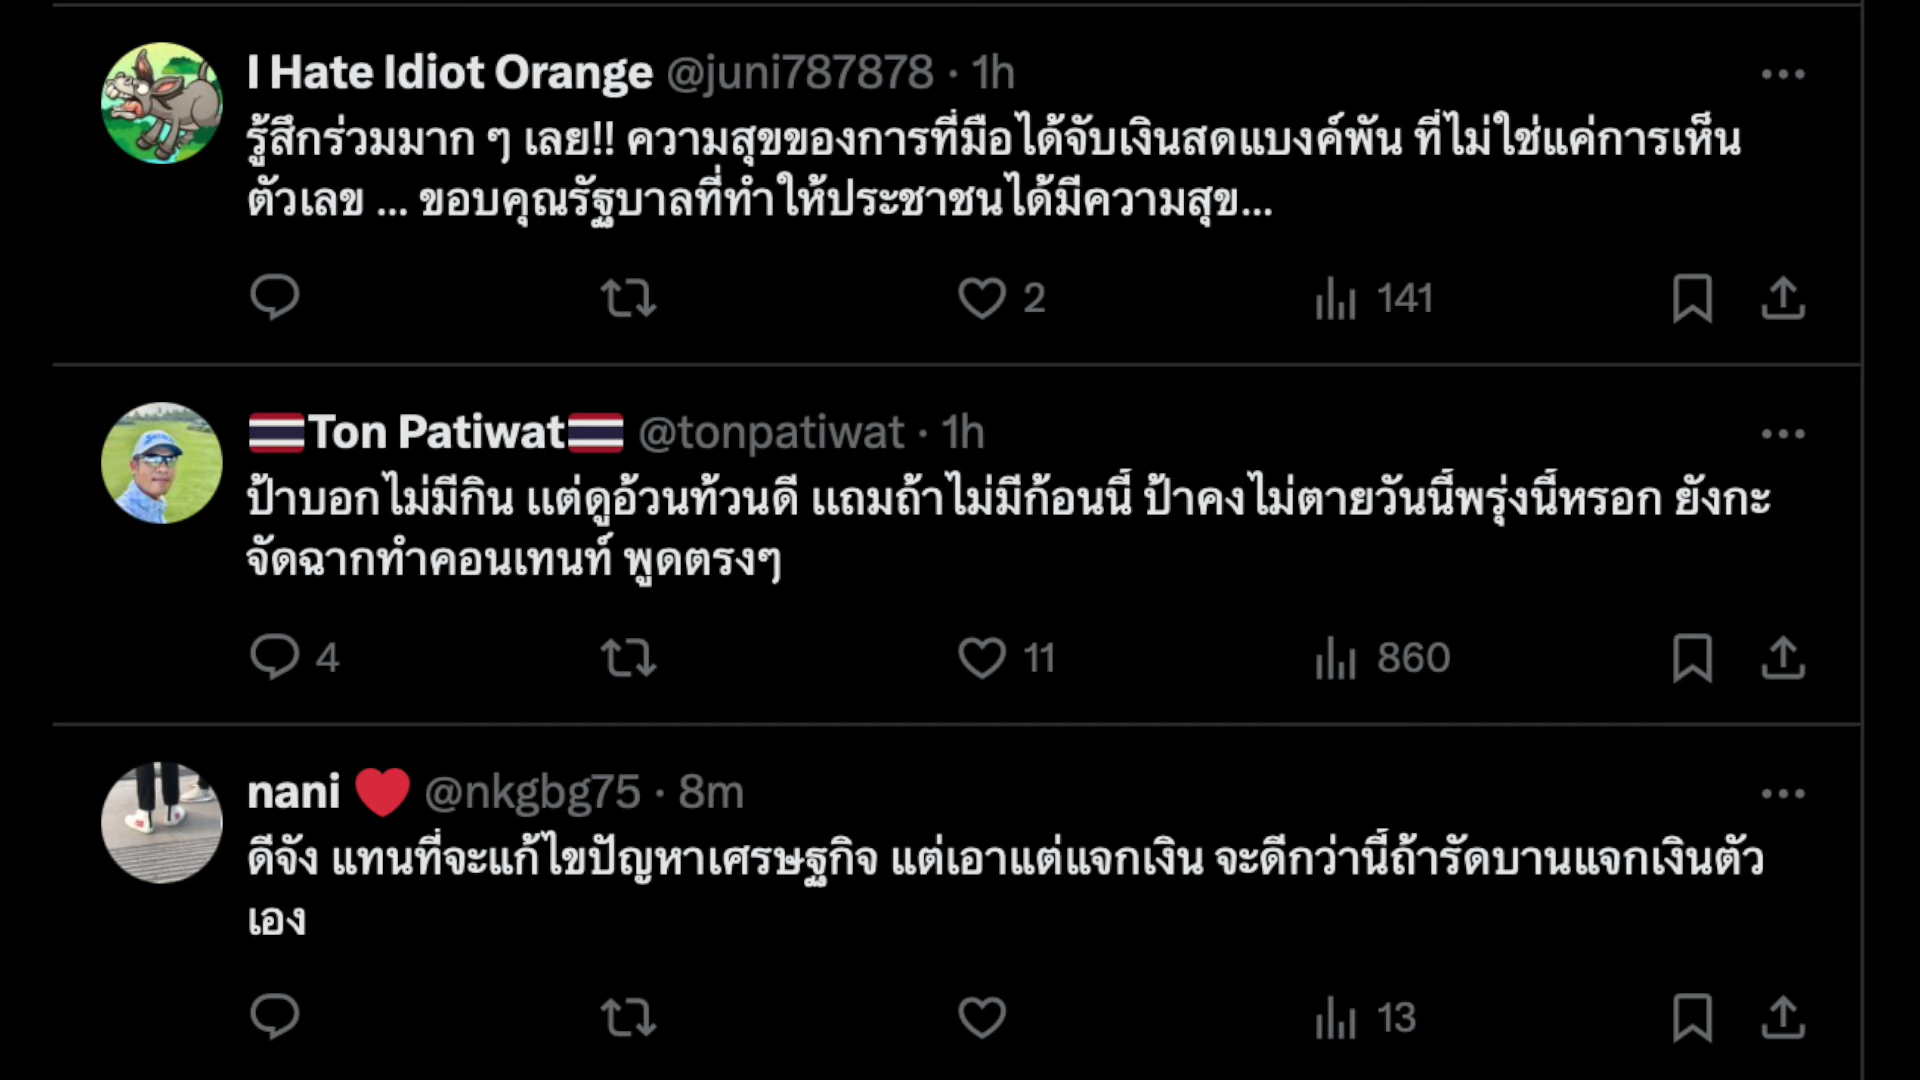 I Hate Idiot Orange @juni787878 · 1h
รู้สึกร่วมมาก ๆ เลย!! ความสุขของการที่มือได้จับเงินสดแบงค์พัน ที่ไม่ใช่แค่การเห็น
ตัวเลข ... ขอบคุณรัฐบาลที่ทำให้ประชาชนได้มีความสุข...
2 141
🇹🇭Ton Patiwat🇹🇭 @tonpatiwat · 1h
ป้าบอกไม่มีกิน แต่ดูอ้วนท้วนดี แถมถ้าไม่มีก้อนนี้ ป้าคงไม่ตายวันนี้พรุ่งนี้หรอก ยังกะ
จัดฉากทำคอนเทนท์ พูดตรงๆ
4 11 860
nani ❤️ @nkgbg75 · 8m
ดีจัง แทนที่จะแก้ไขปัญหาเศรษฐกิจ แต่เอาแต่แจกเงิน จะดีกว่านี้ถ้ารัดบานแจกเงินตัว
เอง
13